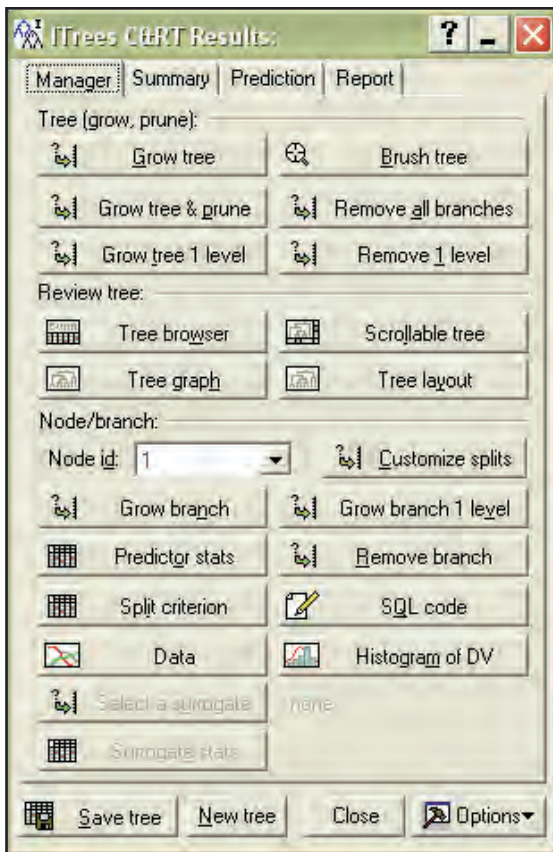 ITrees C&RT Results:
Manager Summary Prediction Report
Tree (grow, prune):
Grow tree Brush tree
Grow tree & prune Remove all branches
Grow tree 1 level Remove 1 level
Review tree:
Tree browser Scrollable tree
Tree graph Tree layout
Node/branch:
Node id: 1 Customize splits
Grow branch Grow branch 1 level
Predictor stats Remove branch
Split criterion SQL code
Data Histogram of DV
Select a surrogate none
Surrogate stats
Save tree New tree Close Options